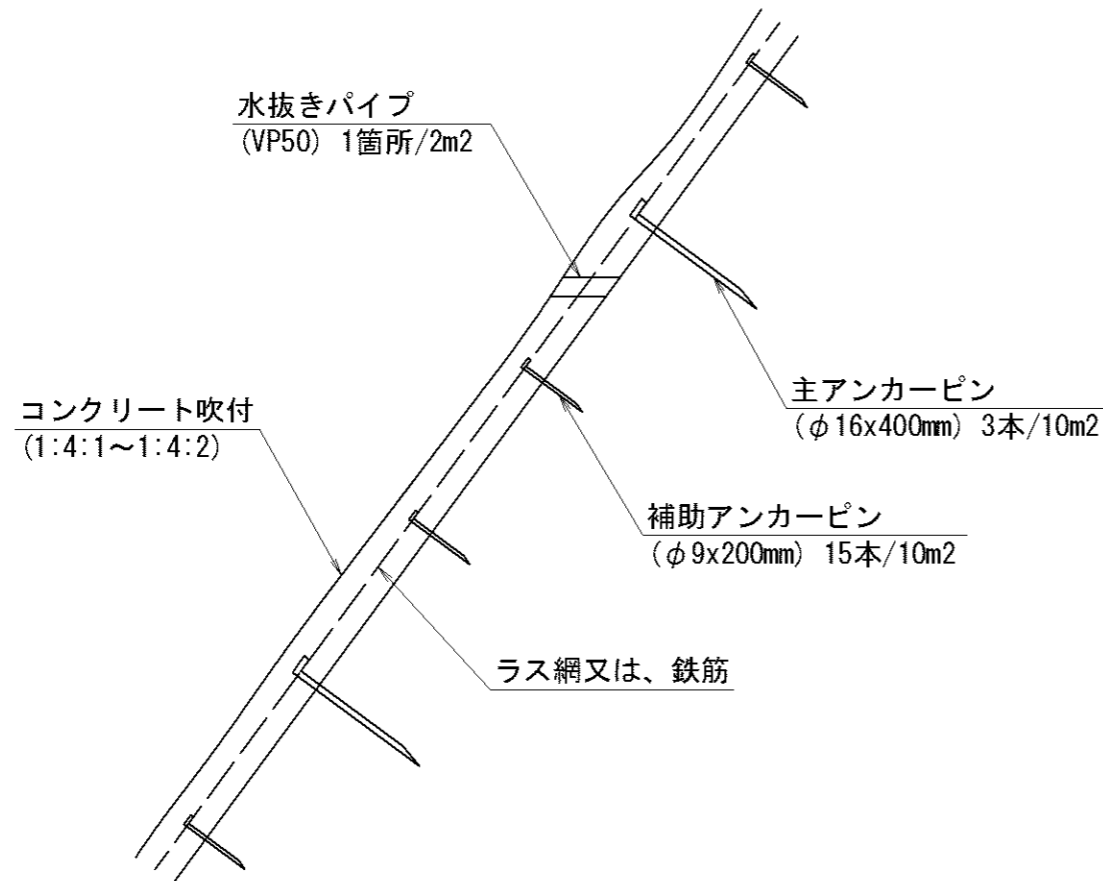 水抜きパイプ
(VP50) 1箇所/2m2
主アンカーピン
(φ16x400mm) 3本/10m2
コンクリート吹付
(1:4:1～1:4:2)
補助アンカーピン
(φ9x200mm) 15本/10m2
ラス網又は、鉄筋